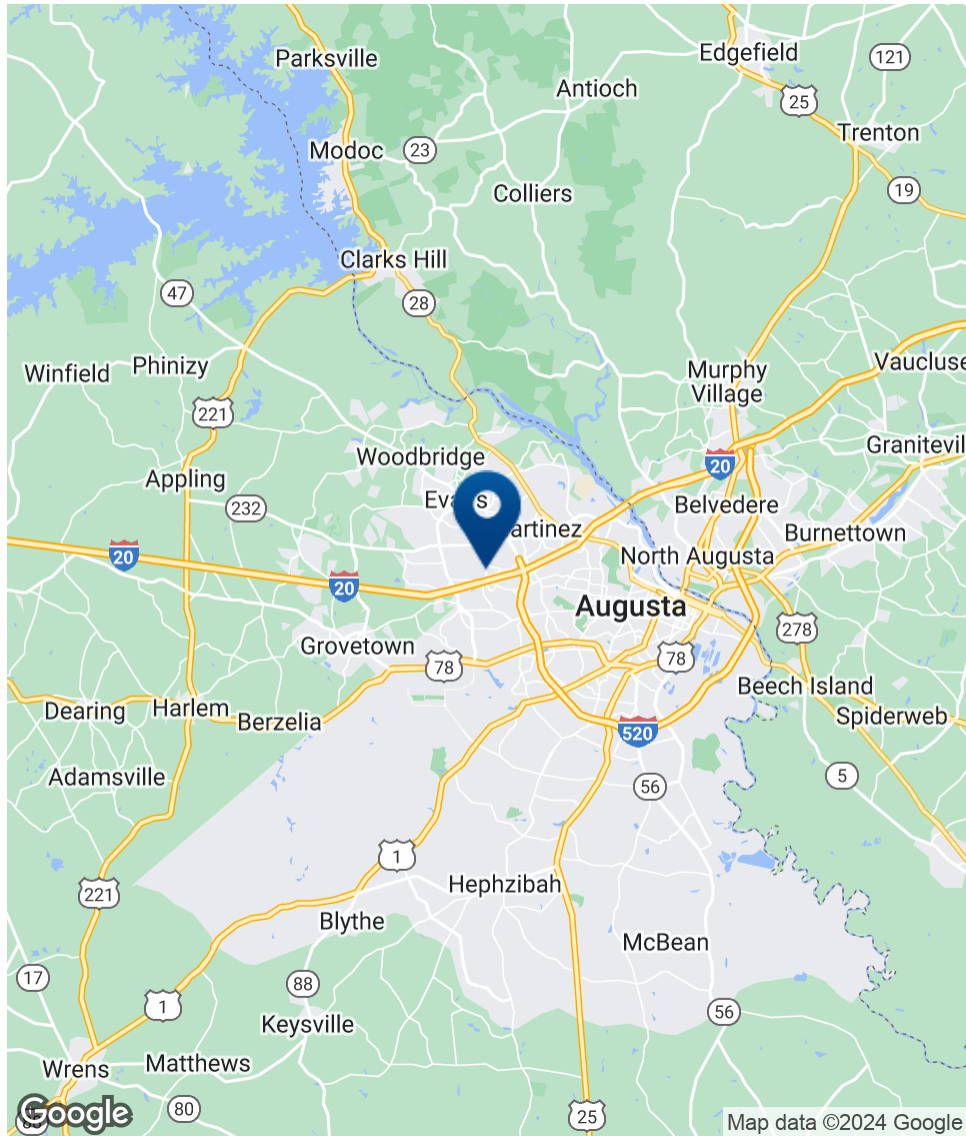 Parksville
Edgefield
121
Antioch
25
Trenton
Modoc
23
19
Colliers
Clarks Hill
47
28
Winfield
Phinizy
Murphy
Village
Vaucluse
221
Granitevil
Woodbridge
20
Appling
Evans
232
Belvedere
artinez
Burnettown
20
North Augusta
20
Augusta
278
Grovetown
78
78
Beech Island
Dearing
Harlem
Berzelia
Spiderweb
520
Adamsville
5
56
1
221
Hephzibah
Blythe
McBean
17
88
1
56
Keysville
Matthews
Wrens
80
25
Google
Map data ©2024 Google